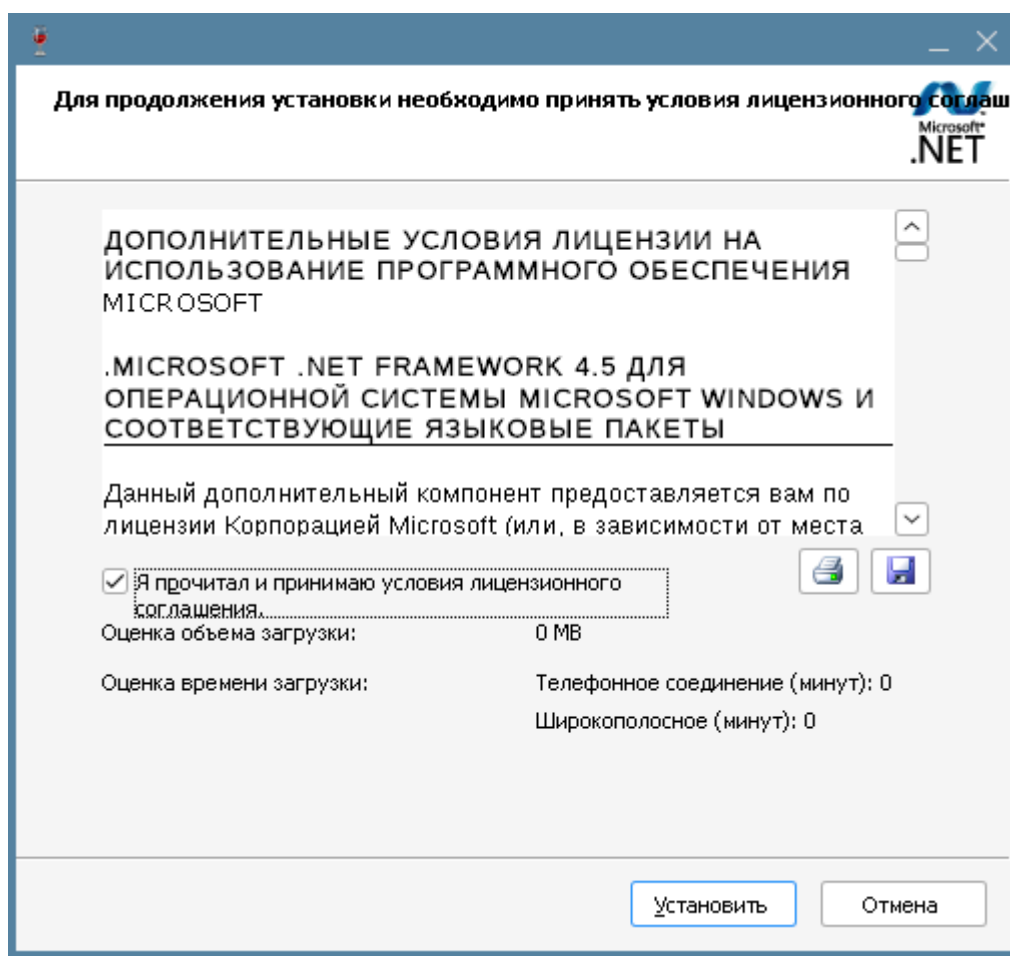 Для продолжения установки необходимо принять условия лицензионного соглаш
Microsoft
.NET
ДОПОЛНИТЕЛЬНЫЕ УСЛОВИЯ ЛИЦЕНЗИИ НА
ИСПОЛЬЗОВАНИЕ ПРОГРАММНОГО ОБЕСПЕЧЕНИЯ
MICROSOFT
.MICROSOFT .NET FRAMEWORK 4.5 ДЛЯ
ОПЕРАЦИОННОЙ СИСТЕМЫ MICROSOFT WINDOWS И
СООТВЕТСТВУЮЩИЕ ЯЗЫКОВЫЕ ПАКЕТЫ
Данный дополнительный компонент предоставляется вам по
лицензии Корпорацией Microsoft (или, в зависимости от места
Я прочитал и принимаю условия лицензионного
соглашения.
Оценка объема загрузки: 0 MB
Оценка времени загрузки: Телефонное соединение (минут): 0
Широкополосное (минут): 0
Установить Отмена